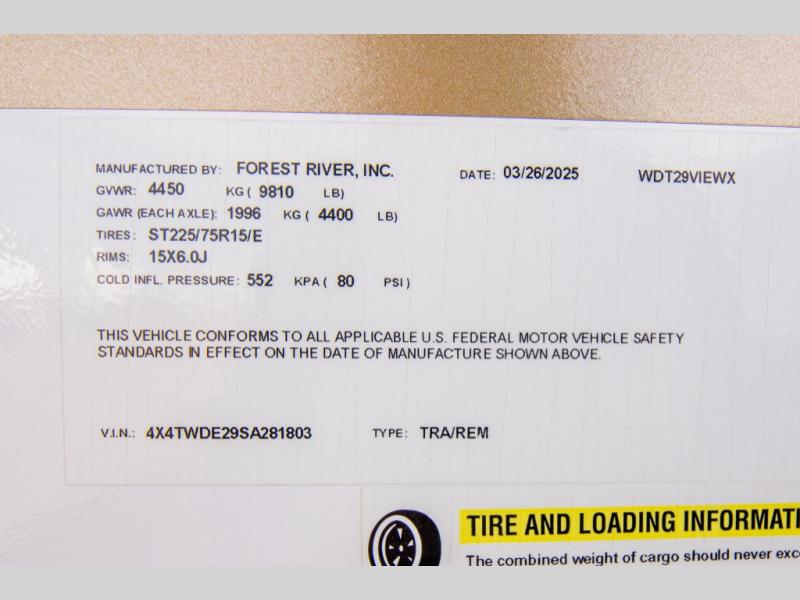 MANUFACTURED BY: FOREST RIVER, INC. DATE: 03/26/2025 WDT29VIEWX
GVWR: 4450 KG ( 9810 LB)
GAWR (EACH AXLE): 1996 KG ( 4400 LB)
TIRES: ST225/75R15/E
RIMS: 15X6.0J
COLD INFL. PRESSURE: 552 KPA ( 80 PSI )
THIS VEHICLE CONFORMS TO ALL APPLICABLE U.S. FEDERAL MOTOR VEHICLE SAFETY
STANDARDS IN EFFECT ON THE DATE OF MANUFACTURE SHOWN ABOVE.
V.I.N.: 4X4TWDE29SA281803 TYPE: TRA/REM
TIRE AND LOADING INFORMATI
The combined weight of cargo should never exc